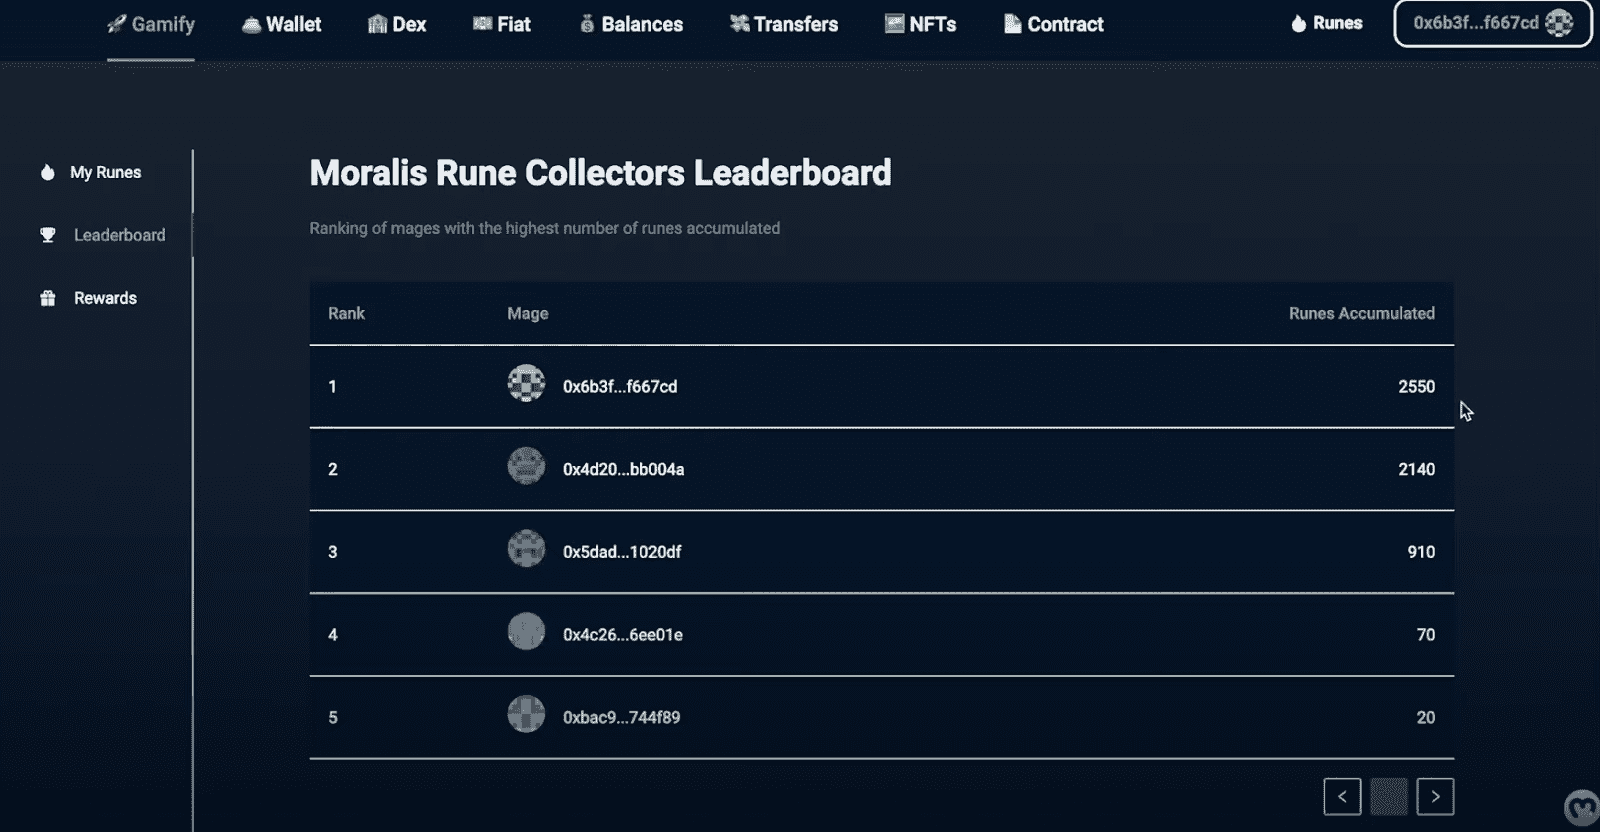 Gamify Wallet Dex Fiat Balances Transfers NFTs Contract Runes 0x6b3f...f667cd
My Runes
Leaderboard
Rewards
Moralis Rune Collectors Leaderboard
Ranking of mages with the highest number of runes accumulated
Rank Mage Runes Accumulated
1 0x6b3f...f667cd 2550
2 0x4d20...bb004a 2140
3 0x5dad...1020df 910
4 0x4c26...6ee01e 70
5 0xbac9...744f89 20
< >